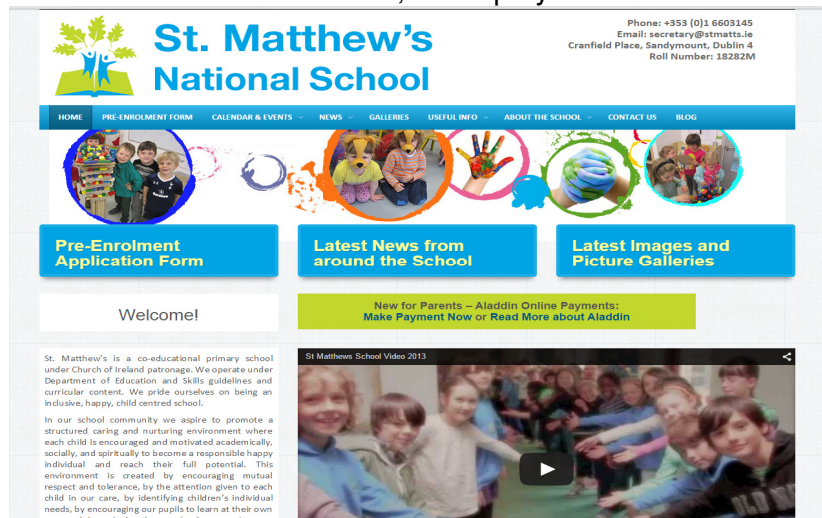 St. Matthew's
National School
Phone: +353 (0)1 6603145
Email: secretary@stmatts.ie
Cranfield Place, Sandymount, Dublin 4
Roll Number: 18282M
HOME PRE-ENROLMENT FORM CALENDAR & EVENTS NEWS GALLERIES USEFUL INFO ABOUT THE SCHOOL CONTACT US BLOG
Pre-Enrolment
Application Form
Latest News from
around the School
Latest Images and
Picture Galleries
Welcome!
New for Parents – Aladdin Online Payments:
Make Payment Now or Read More about Aladdin
St. Matthew's is a co-educational primary school
under Church of Ireland patronage. We operate under
Department of Education and Skills guidelines and
curricular content. We pride ourselves on being an
inclusive, happy, child centred school.
In our school community we aspire to promote a
structured caring and nurturing environment where
each child is encouraged and motivated academically,
socially, and spiritually to become a responsible happy
individual and reach their full potential. This
environment is created by encouraging mutual
respect and tolerance, by the attention given to each
child in our care, by identifying children's individual
needs, by encouraging our pupils to learn at their own
St Matthews School Video 2013